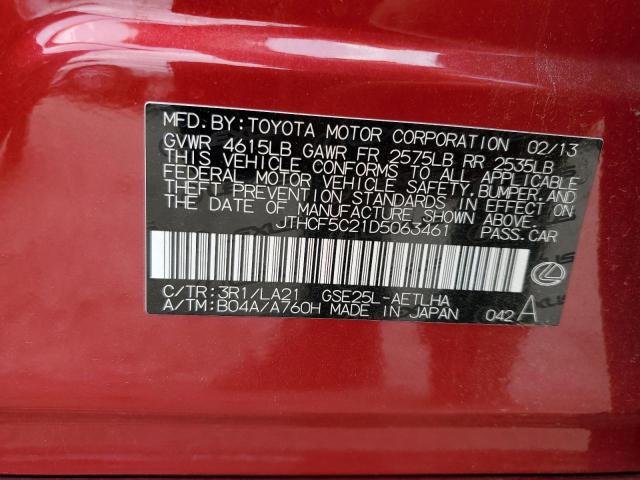 MFD. BY: TOYOTA MOTOR CORPORATION 02/13
GVWR 4615LB GAWR FR 2575LB RR 2535LB
THIS VEHICLE CONFORMS TO ALL APPLICABLE
FEDERAL MOTOR VEHICLE SAFETY, BUMPER, AND
THEFT PREVENTION STANDARDS IN EFFECT ON
THE DATE OF MANUFACTURE SHOWN ABOVE.
JTHCF5C21D5063461 PASS. CAR
C/TR: 3R1/LA21 GSE25L-AETLHA
A/TM: B04A/A760H MADE IN JAPAN 042 A